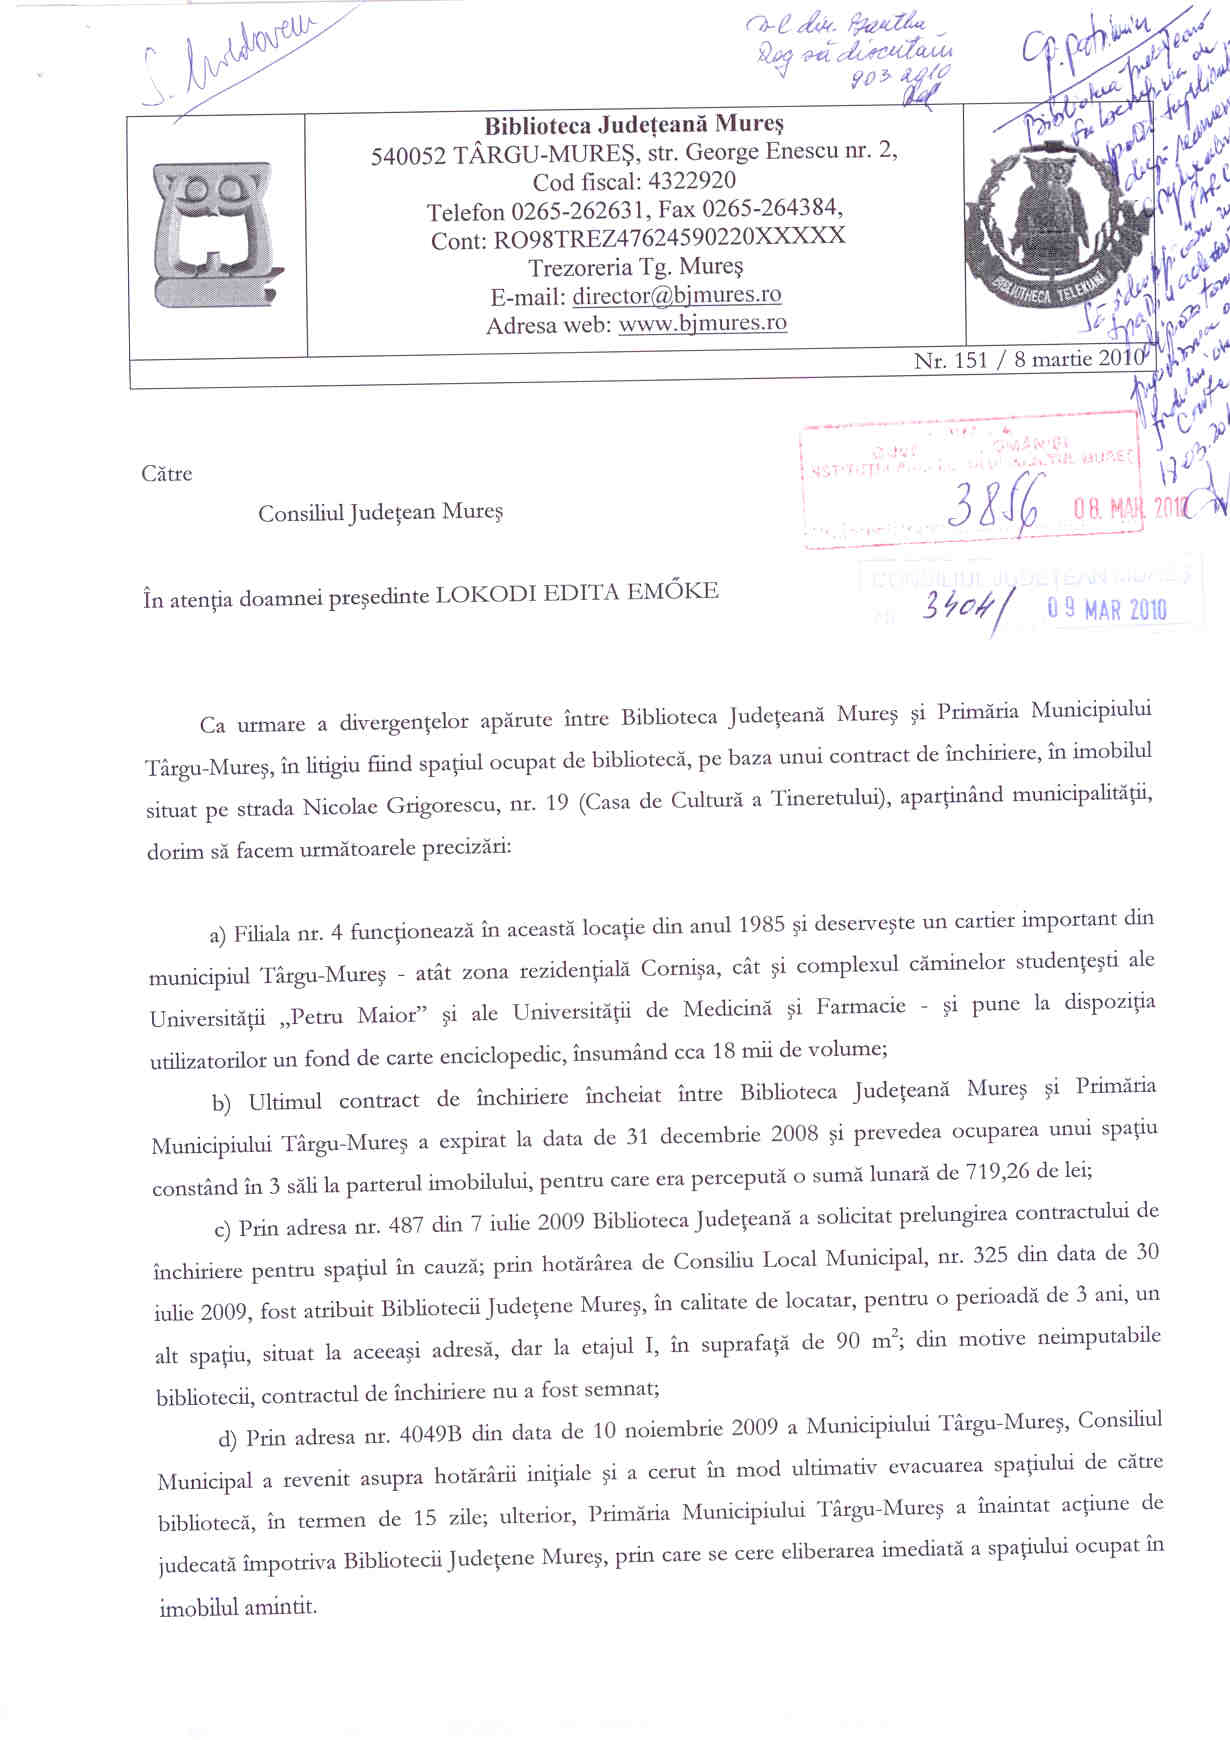 S. Moldovean
Rog să discutăm
Cp. patrimoniu
Biblioteca Județeană
Biblioteca Județeană Mureș
540052 TÂRGU-MUREȘ, str. George Enescu nr. 2,
Cod fiscal: 4322920
Telefon 0265-262631, Fax 0265-264384,
Cont: RO98TREZ47624590220XXXXX
Trezoreria Tg. Mureș
E-mail: director@bjmures.ro
Adresa web: www.bjmures.ro
BIBLIOTHECA TELEKIANA
Nr. 151 / 8 martie 2010
MUREȘ
3856 08. MAR. 2010
Către
Consiliul Județean Mureș
CONSILIUL JUDEȚEAN MUREȘ
3404/ 09 MAR 2010
În atenția doamnei președinte LOKODI EDITA EMŐKE
Ca urmare a divergențelor apărute între Biblioteca Județeană Mureș și Primăria Municipiului
Târgu-Mureș, în litigiu fiind spațiul ocupat de bibliotecă, pe baza unui contract de închiriere, în imobilul
situat pe strada Nicolae Grigorescu, nr. 19 (Casa de Cultură a Tineretului), aparținând municipalității,
dorim să facem următoarele precizări:
a) Filiala nr. 4 funcționează în această locație din anul 1985 și deservește un cartier important din
municipiul Târgu-Mureș - atât zona rezidențială Cornișa, cât și complexul căminelor studențești ale
Universității „Petru Maior” și ale Universității de Medicină și Farmacie - și pune la dispoziția
utilizatorilor un fond de carte enciclopedic, însumând cca 18 mii de volume;
b) Ultimul contract de închiriere încheiat între Biblioteca Județeană Mureș și Primăria
Municipiului Târgu-Mureș a expirat la data de 31 decembrie 2008 și prevedea ocuparea unui spațiu
constând în 3 săli la parterul imobilului, pentru care era percepută o sumă lunară de 719,26 de lei;
c) Prin adresa nr. 487 din 7 iulie 2009 Biblioteca Județeană a solicitat prelungirea contractului de
închiriere pentru spațiul în cauză; prin hotărârea de Consiliu Local Municipal, nr. 325 din data de 30
iulie 2009, fost atribuit Bibliotecii Județene Mureș, în calitate de locatar, pentru o perioadă de 3 ani, un
alt spațiu, situat la aceeași adresă, dar la etajul I, în suprafață de 90 m²; din motive neimputabile
bibliotecii, contractul de închiriere nu a fost semnat;
d) Prin adresa nr. 4049B din data de 10 noiembrie 2009 a Municipiului Târgu-Mureș, Consiliul
Municipal a revenit asupra hotărârii inițiale și a cerut în mod ultimativ evacuarea spațiului de către
bibliotecă, în termen de 15 zile; ulterior, Primăria Municipiului Târgu-Mureș a înaintat acțiune de
judecată împotriva Bibliotecii Județene Mureș, prin care se cere eliberarea imediată a spațiului ocupat în
imobilul amintit.